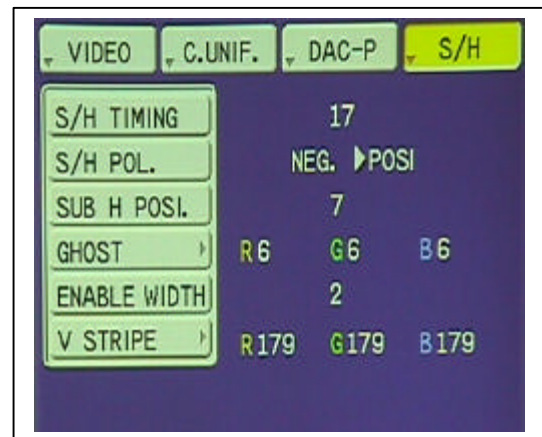 VIDEO C.UNIF. DAC-P S/H
S/H TIMING 17
S/H POL. NEG. ▶POSI
SUB H POSI. 7
GHOST R6 G6 B6
ENABLE WIDTH 2
V STRIPE R179 G179 B179